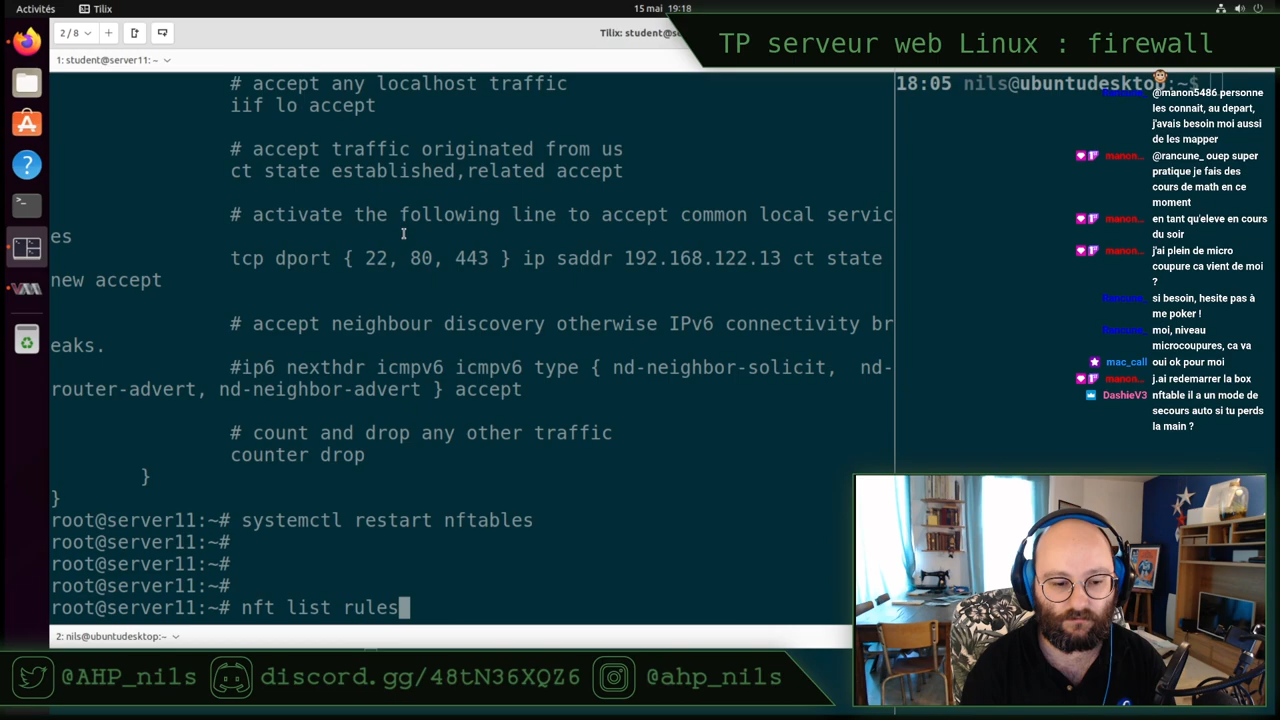 Activités
Tilix
15 mai 19:18
2/8
Tilix: student@se
1: student@server11: ~
TP serveur web Linux : firewall
# accept any localhost traffic
iif lo accept
# accept traffic originated from us
ct state established,related accept
# activate the following line to accept common local servic
es
tcp dport { 22, 80, 443 } ip saddr 192.168.122.13 ct state
new accept
# accept neighbour discovery otherwise IPv6 connectivity br
eaks.
#ip6 nexthdr icmpv6 icmpv6 type { nd-neighbor-solicit,  nd-
router-advert, nd-neighbor-advert } accept
# count and drop any other traffic
counter drop
}
}
root@server11:~# systemctl restart nftables
root@server11:~#
root@server11:~#
root@server11:~#
root@server11:~# nft list rules
2: nils@ubuntudesktop:~
18:05 nils@ubuntudesktop:~$
@manon5486 personne
les connait, au depart,
j'avais besoin moi aussi
de les mapper
manon... @rancune_ ouep super
pratique je fais des
cours de math en ce
moment
manon... en tant qu'eleve en cours
du soir
manon... j'ai plein de micro
coupure ca vient de moi
?
Rancune_ si besoin, hesite pas à
me poker !
Rancune_ moi, niveau
microcoupures, ca va
mac_call oui ok pour moi
manon... j.ai redemarrer la box
DashieV3 nftable il a un mode de
secours auto si tu perds
la main ?
@AHP_nils
discord.gg/48tN36XQZ6
@ahp_nils